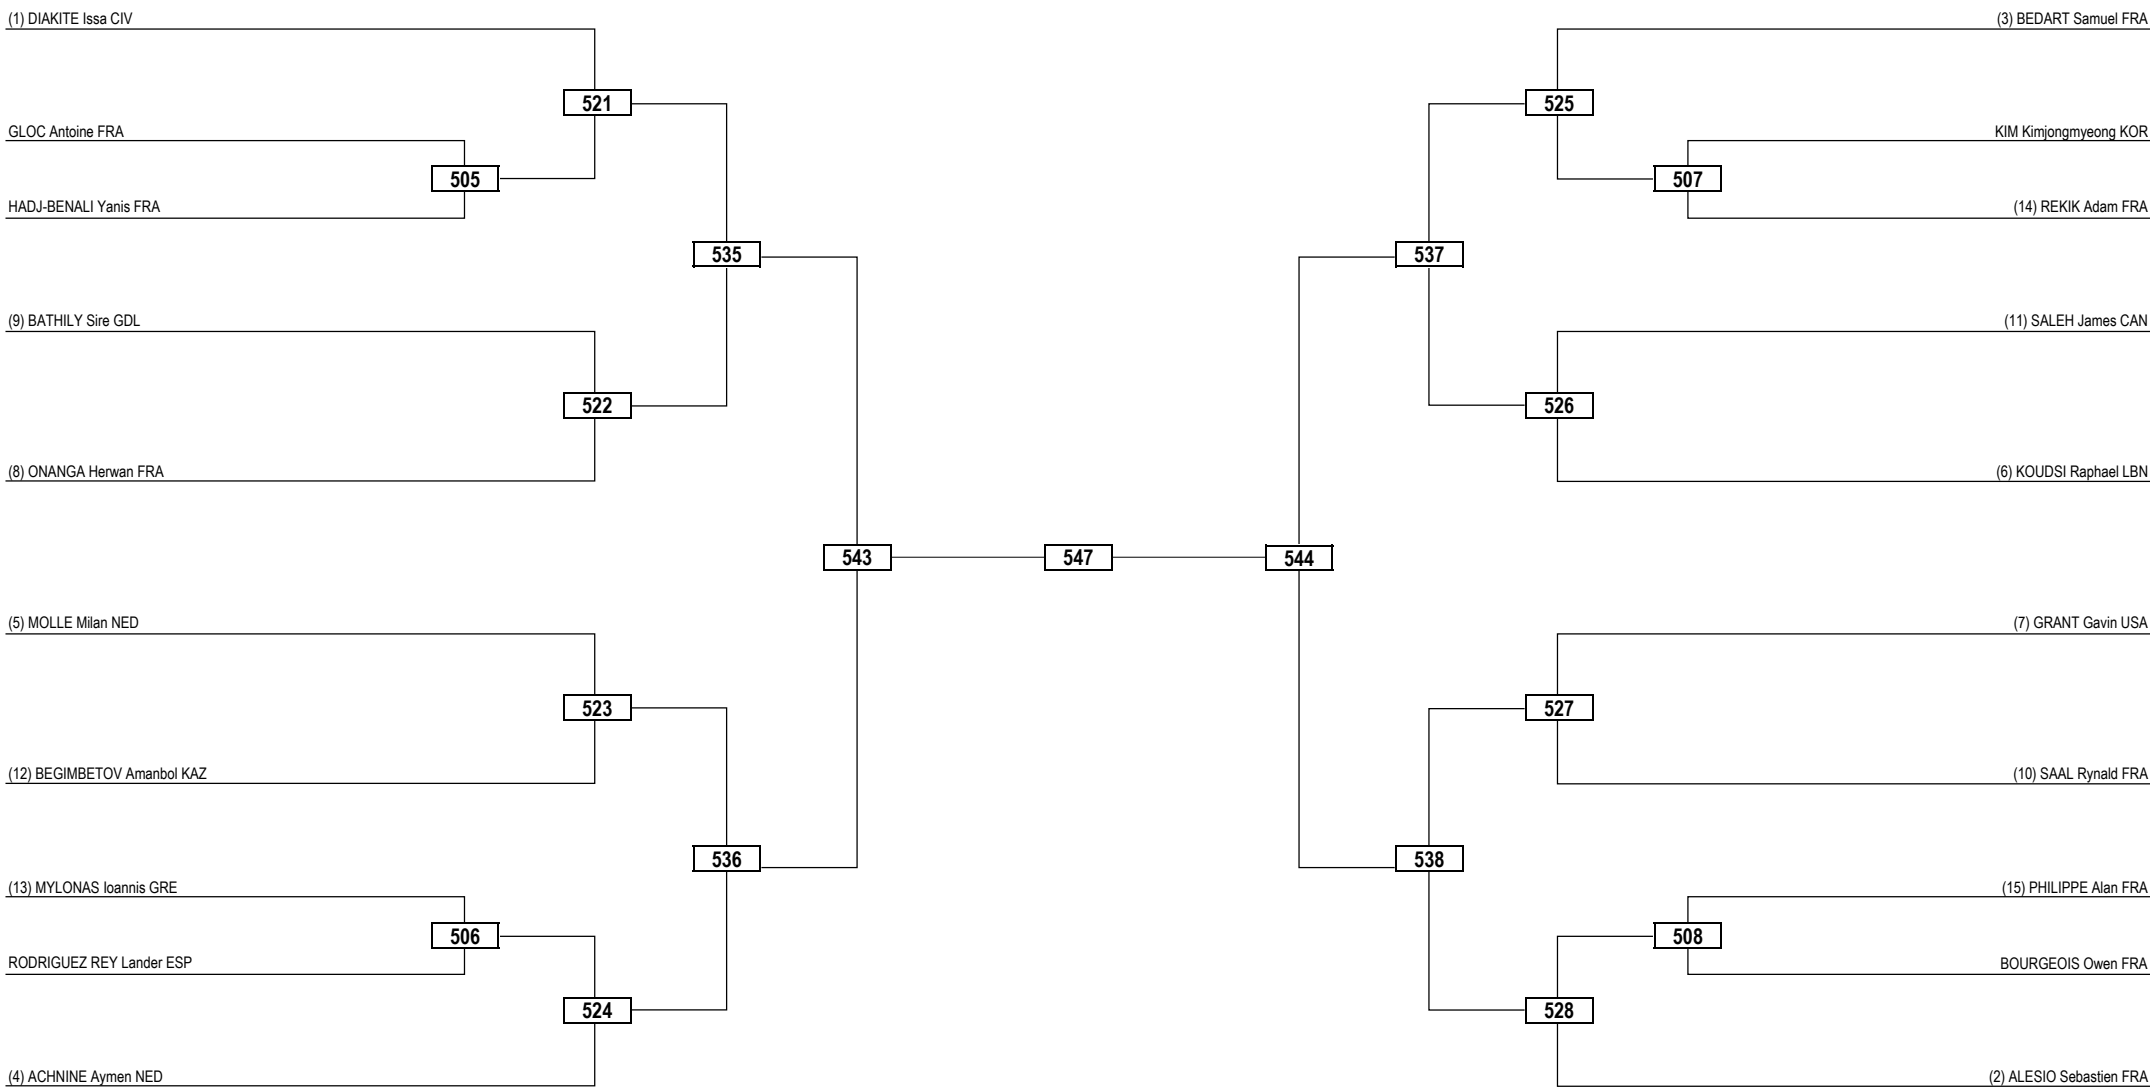 (1) DIAKITE Issa CIV
(3) BEDART Samuel FRA
521
525
GLOC Antoine FRA
KIM Kimjongmyeong KOR
505
507
HADJ-BENALI Yanis FRA
(14) REKIK Adam FRA
535
537
(9) BATHILY Sire GDL
(11) SALEH James CAN
522
526
(8) ONANGA Herwan FRA
(6) KOUDSI Raphael LBN
543
547
544
(5) MOLLE Milan NED
(7) GRANT Gavin USA
523
527
(12) BEGIMBETOV Amanbol KAZ
(10) SAAL Rynald FRA
536
538
(13) MYLONAS Ioannis GRE
(15) PHILIPPE Alan FRA
506
508
RODRIGUEZ REY Lander ESP
BOURGEOIS Owen FRA
524
528
(4) ACHNINE Aymen NED
(2) ALESIO Sebastien FRA